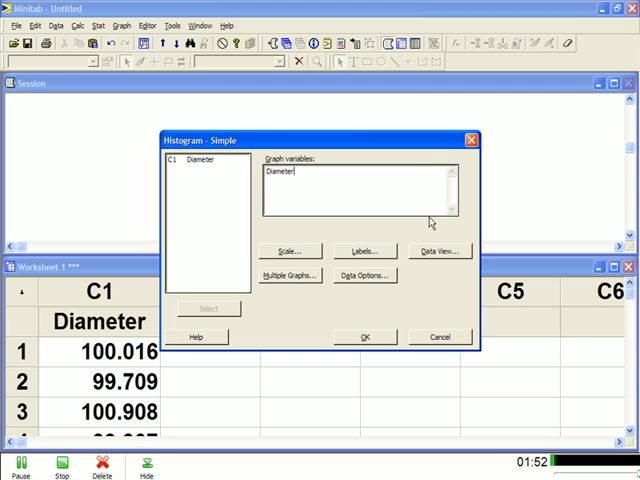 Minitab - Untitled
File Edit Data Calc Stat Graph Editor Tools Window Help
Session
Histogram - Simple
C1 Diameter
Graph variables:
Diameter
Scale... Labels... Data View...
Multiple Graphs... Data Options...
Select
Help OK Cancel
Worksheet 1 ***
C1 C5 C6
Diameter
1 100.016
2 99.709
3 100.908
Pause Stop Delete Hide
01:52